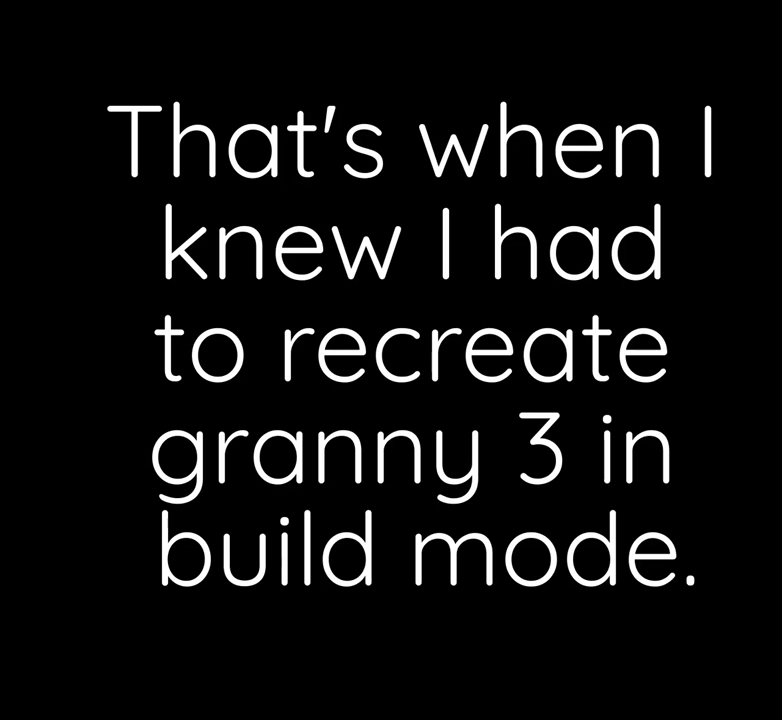 That's when I
knew I had
to recreate
granny 3 in
build mode.